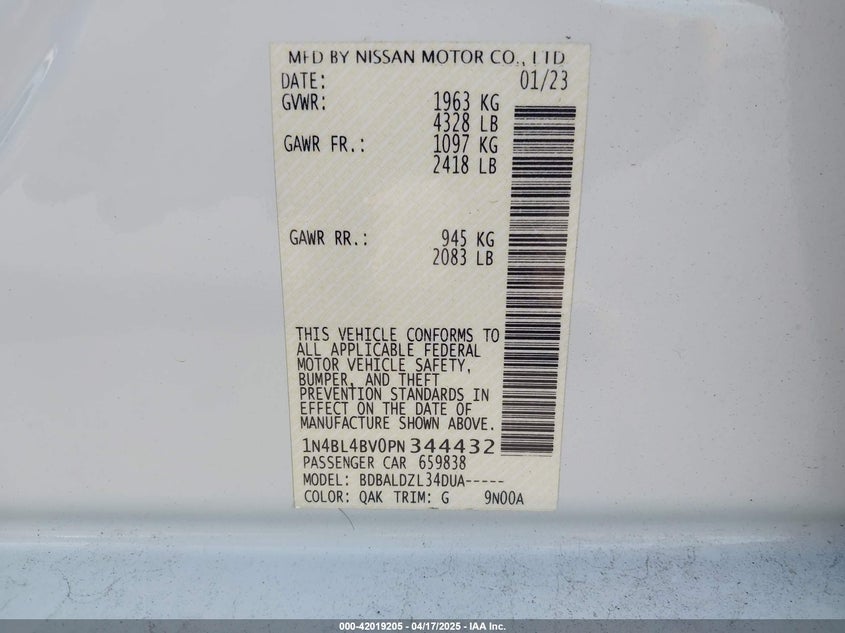 MFD BY NISSAN MOTOR CO., LTD
DATE: 01/23
GVWR: 1963 KG
4328 LB
GAWR FR.: 1097 KG
2418 LB
GAWR RR.: 945 KG
2083 LB
THIS VEHICLE CONFORMS TO
ALL APPLICABLE FEDERAL
MOTOR VEHICLE SAFETY,
BUMPER, AND THEFT
PREVENTION STANDARDS IN
EFFECT ON THE DATE OF
MANUFACTURE SHOWN ABOVE.
1N4BL4BV0PN344432
PASSENGER CAR 659838
MODEL: BDBALDZL34DUA-----
COLOR: QAK TRIM: G 9N00A
000-42019205 - 04/17/2025 - IAA Inc.